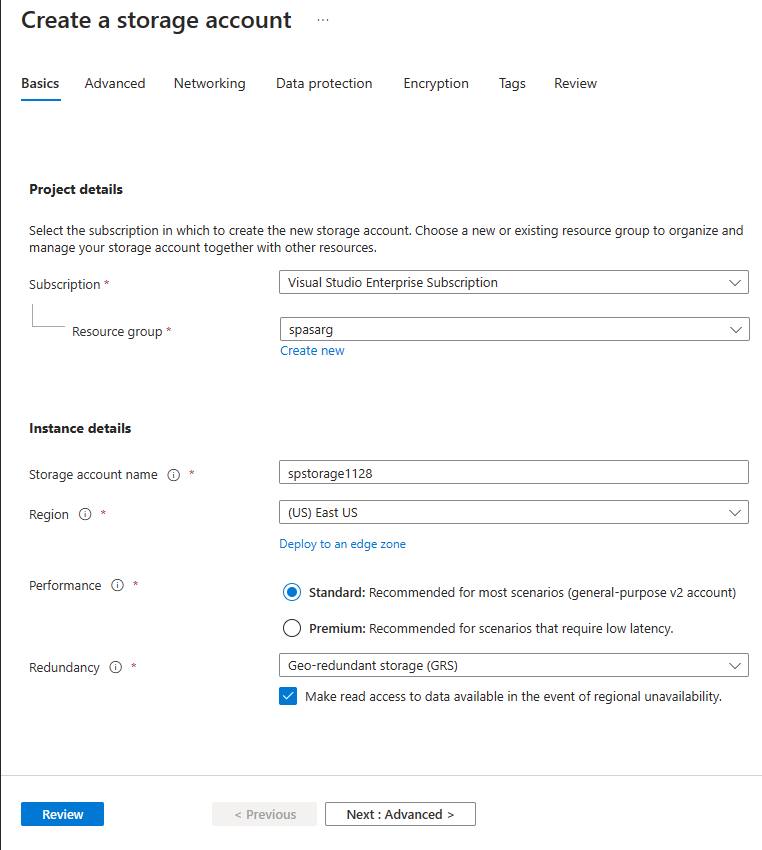 Create a storage account ...
Basics Advanced Networking Data protection Encryption Tags Review
Project details
Select the subscription in which to create the new storage account. Choose a new or existing resource group to organize and
manage your storage account together with other resources.
Subscription * Visual Studio Enterprise Subscription
Resource group * spasarg
Create new
Instance details
Storage account name * spstorage1128
Region * (US) East US
Deploy to an edge zone
Performance * Standard: Recommended for most scenarios (general-purpose v2 account)
Premium: Recommended for scenarios that require low latency.
Redundancy * Geo-redundant storage (GRS)
Make read access to data available in the event of regional unavailability.
Review < Previous Next : Advanced >